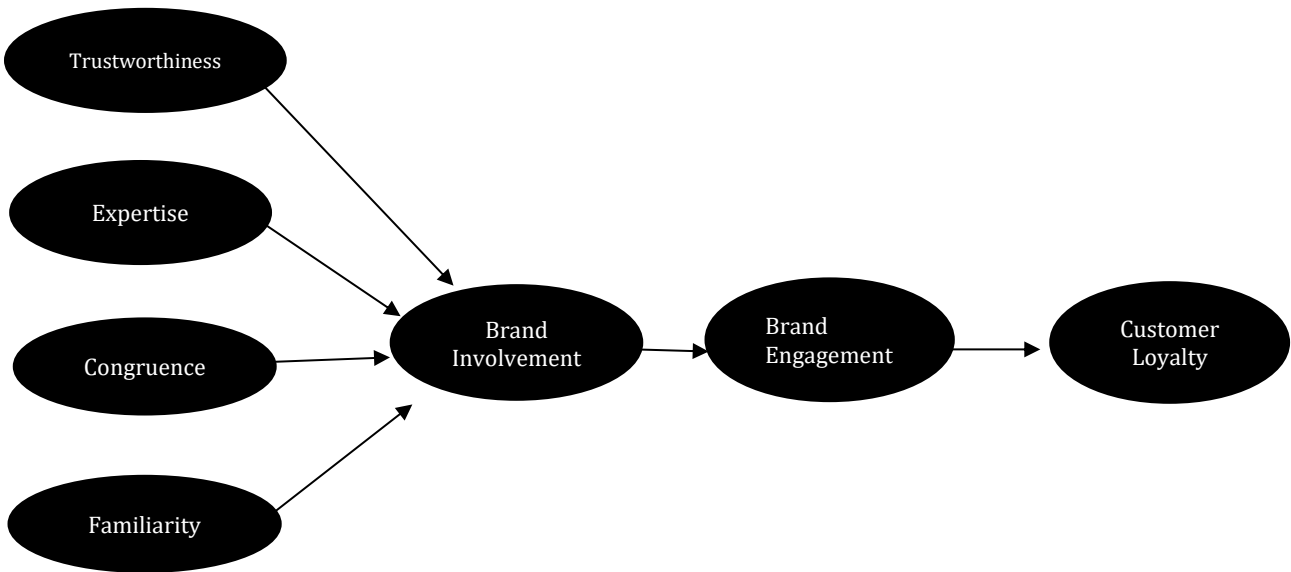 Trustworthiness
Expertise
Congruence
Familiarity
Brand
Involvement
Brand
Engagement
Customer
Loyalty